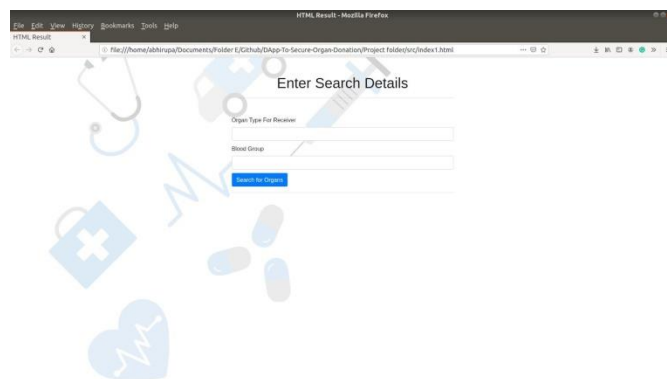 HTML Result - Mozilla Firefox
File Edit View History Bookmarks Tools Help
HTML Result ×
file:///home/abhirupa/Documents/Folder E/Github/DApp-To-Secure-Organ-Donation/Project folder/src/index1.html
Enter Search Details
Organ Type For Receiver
Blood Group
Search for Organs